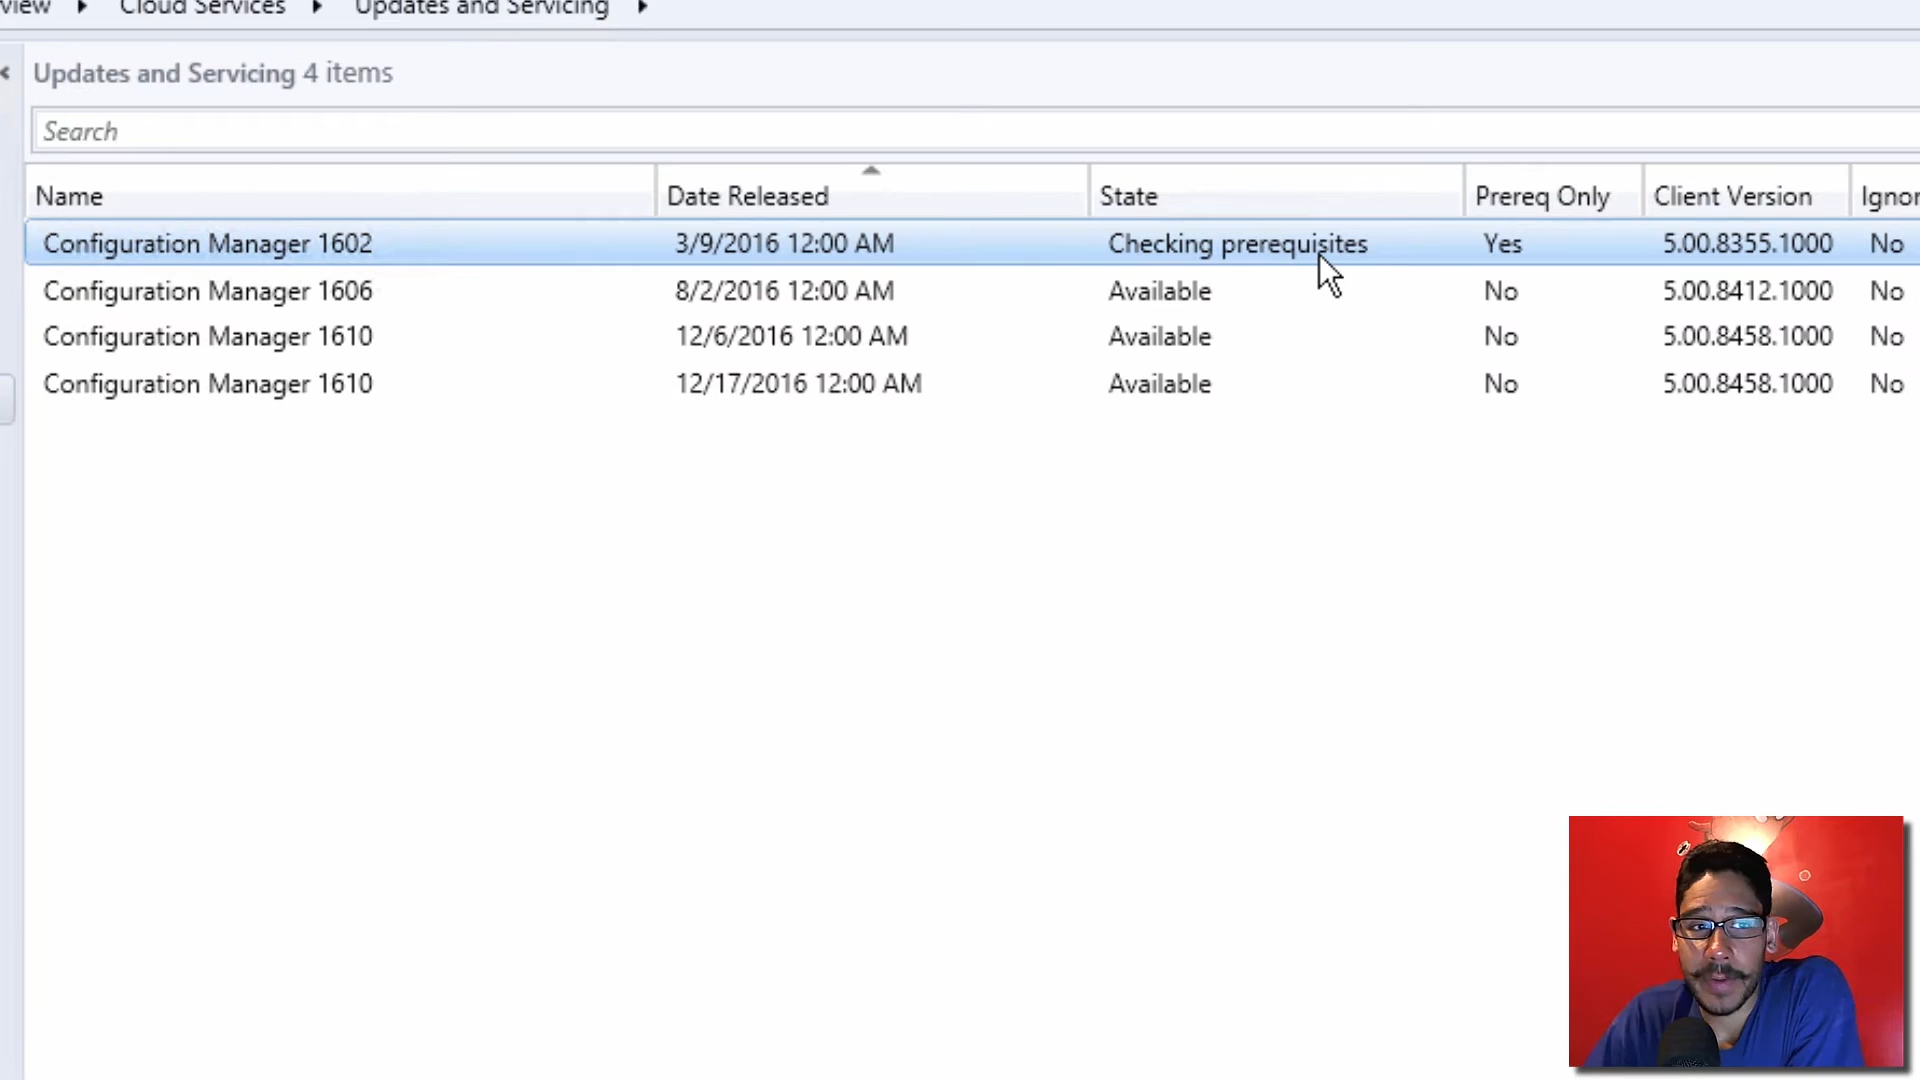 view ▸ Cloud Services ▸ Updates and Servicing ▸
Updates and Servicing 4 items
Search
Name Date Released State Prereq Only Client Version Ignor
Configuration Manager 1602 3/9/2016 12:00 AM Checking prerequisites Yes 5.00.8355.1000 No
Configuration Manager 1606 8/2/2016 12:00 AM Available No 5.00.8412.1000 No
Configuration Manager 1610 12/6/2016 12:00 AM Available No 5.00.8458.1000 No
Configuration Manager 1610 12/17/2016 12:00 AM Available No 5.00.8458.1000 No